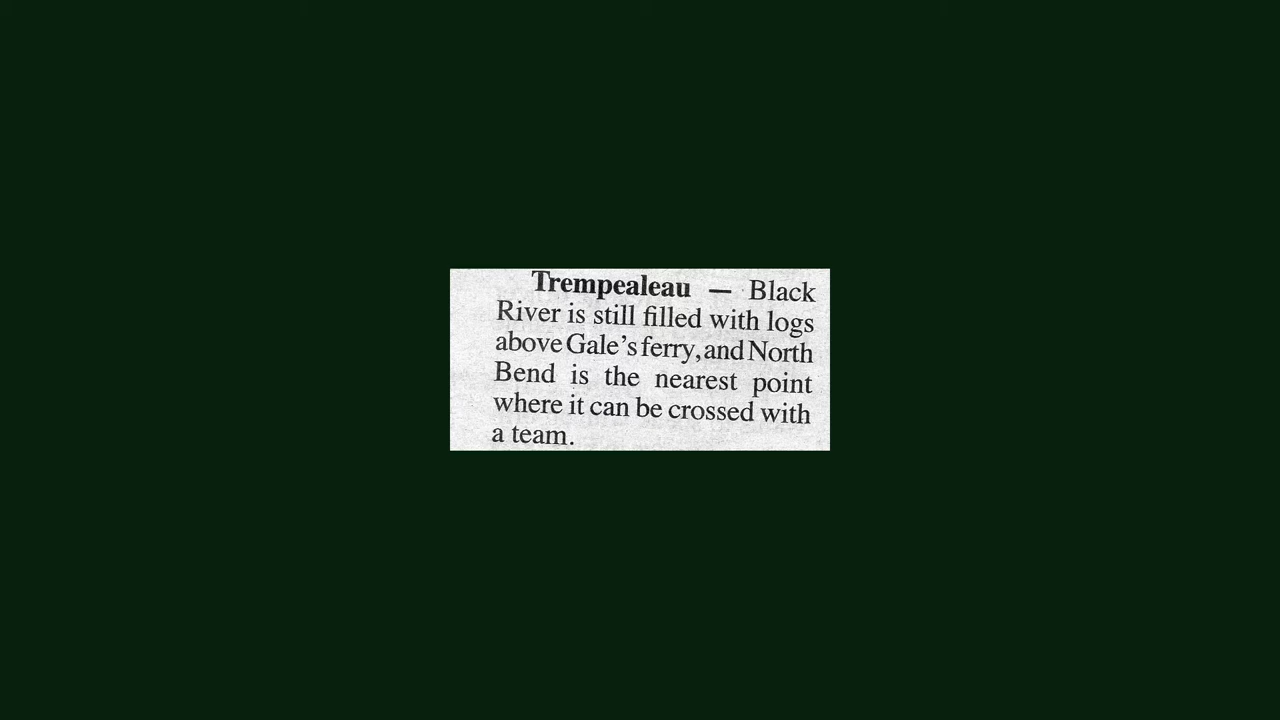 Trempealeau — Black
River is still filled with logs
above Gale's ferry, and North
Bend is the nearest point
where it can be crossed with
a team.